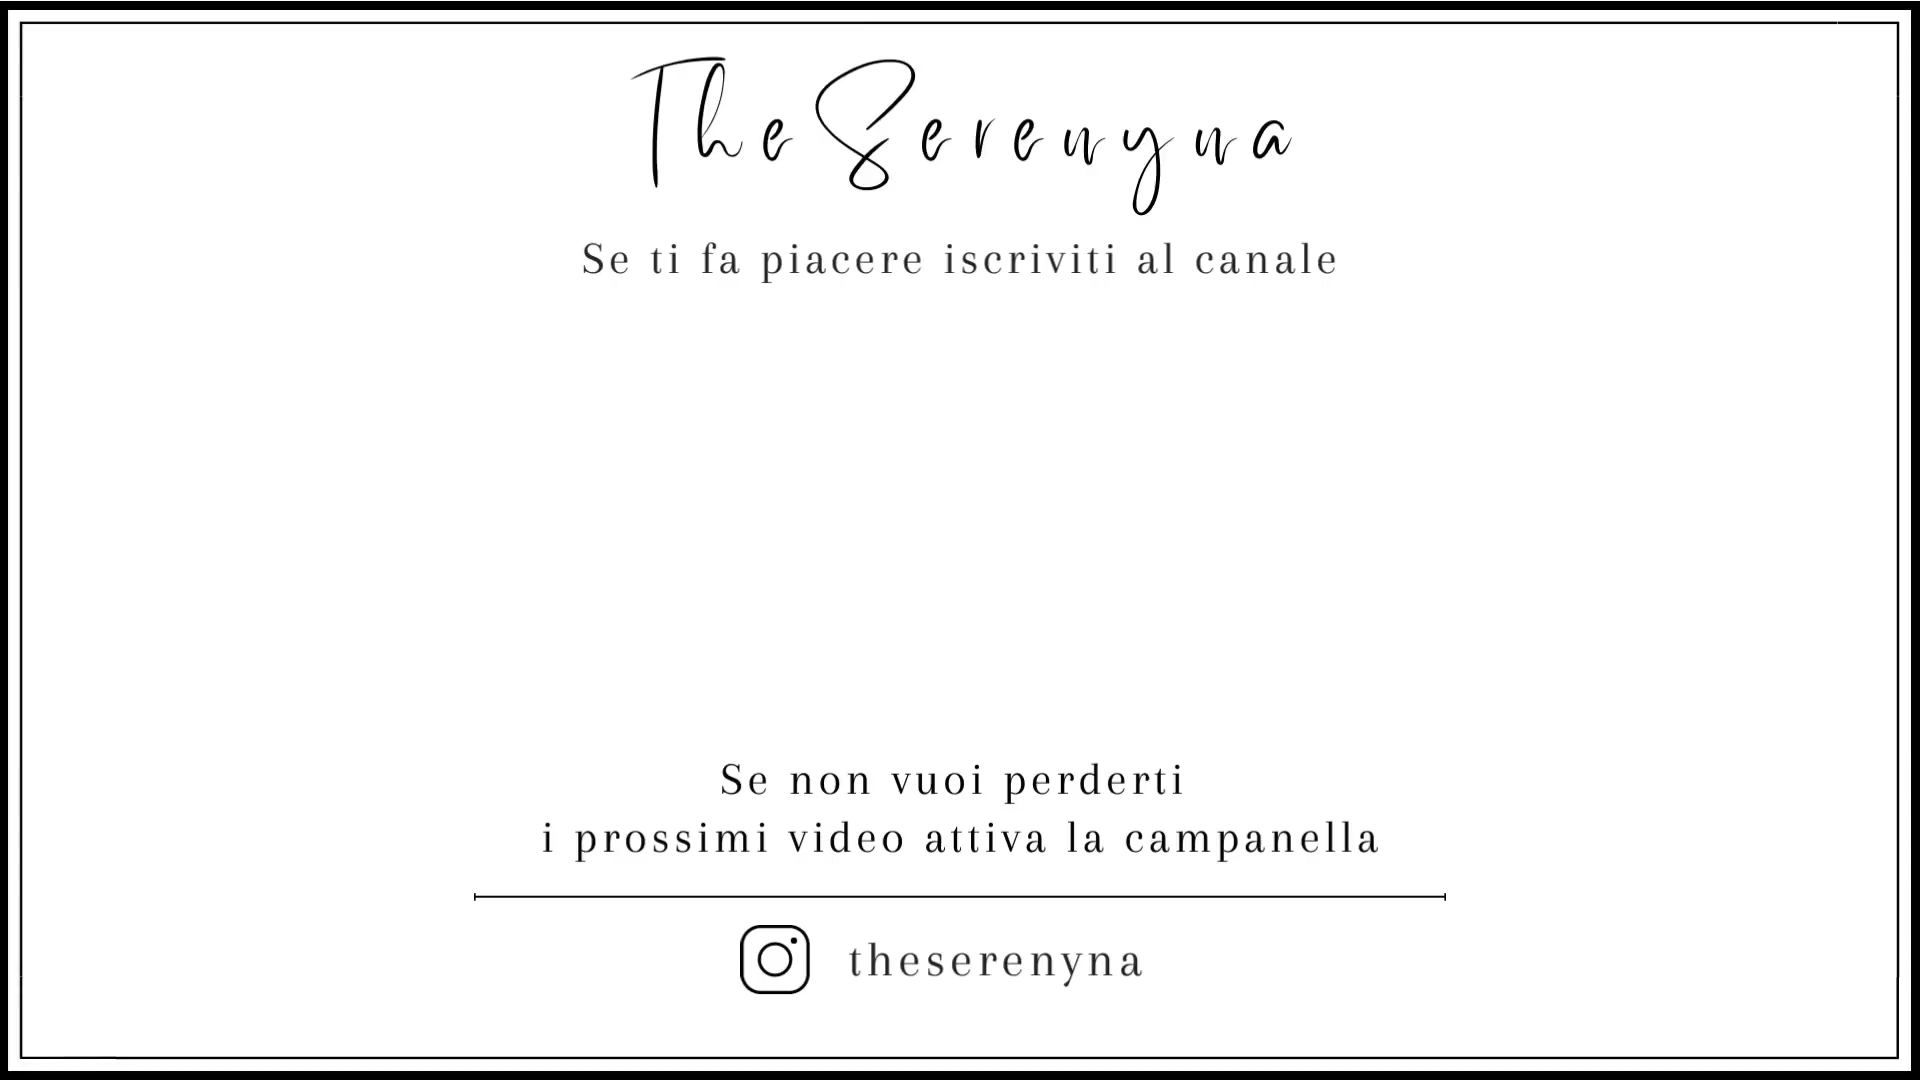 TheSerenyna
Se ti fa piacere iscriviti al canale
Se non vuoi perderti
i prossimi video attiva la campanella
theserenyna